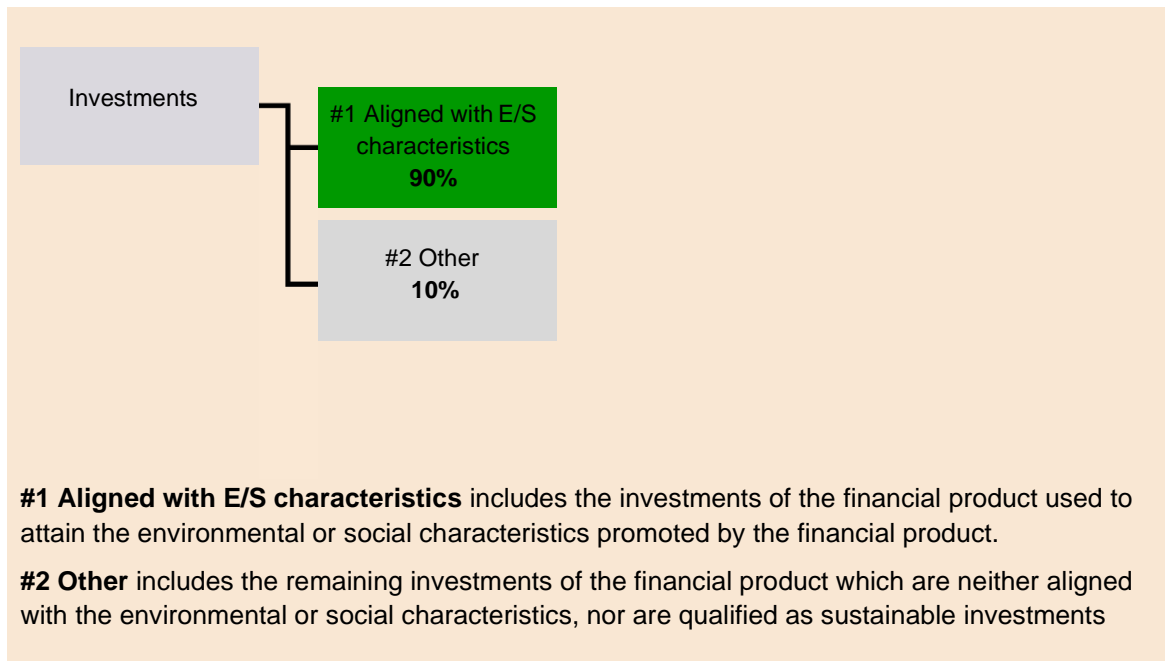 Investments
#1 Aligned with E/S
characteristics
90%
#2 Other
10%
#1 Aligned with E/S characteristics includes the investments of the financial product used to
attain the environmental or social characteristics promoted by the financial product.
#2 Other includes the remaining investments of the financial product which are neither aligned
with the environmental or social characteristics, nor are qualified as sustainable investments